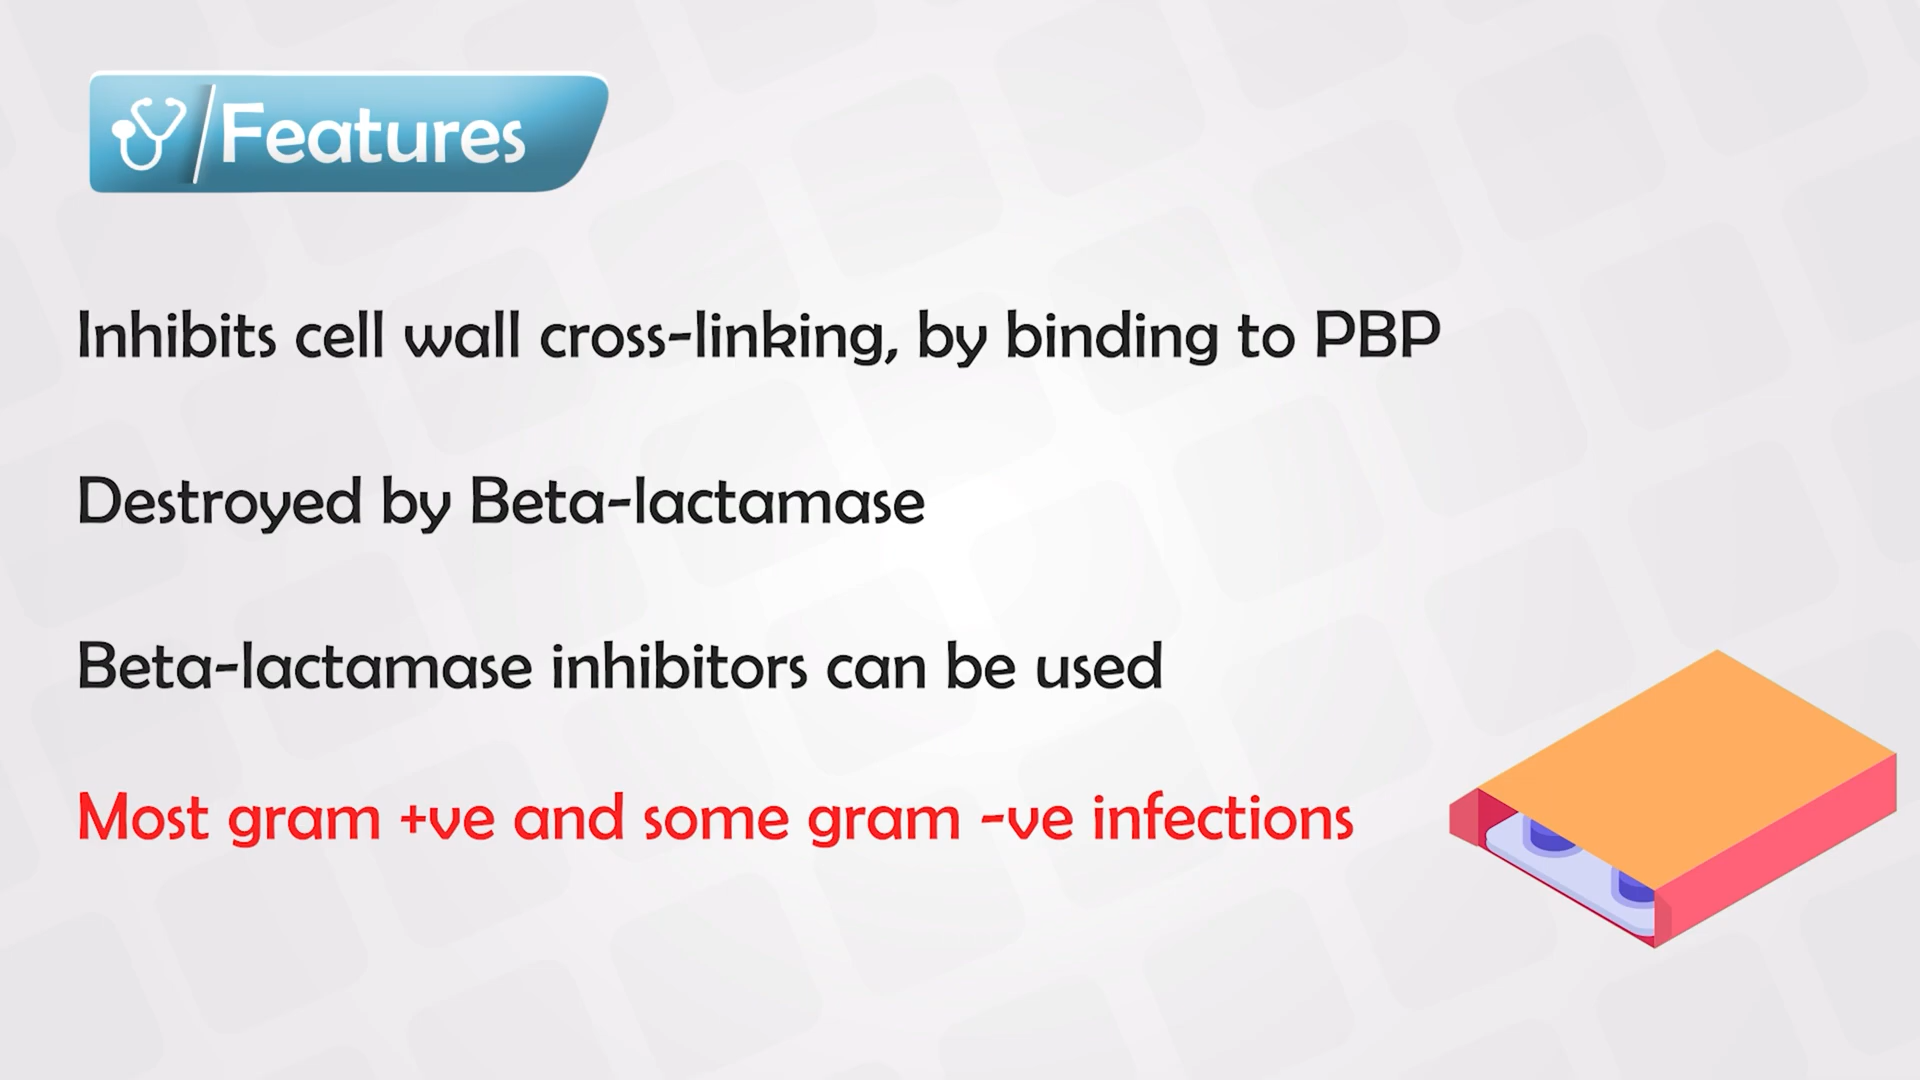 Features
Inhibits cell wall cross-linking, by binding to PBP
Destroyed by Beta-lactamase
Beta-lactamase inhibitors can be used
Most gram +ve and some gram -ve infections